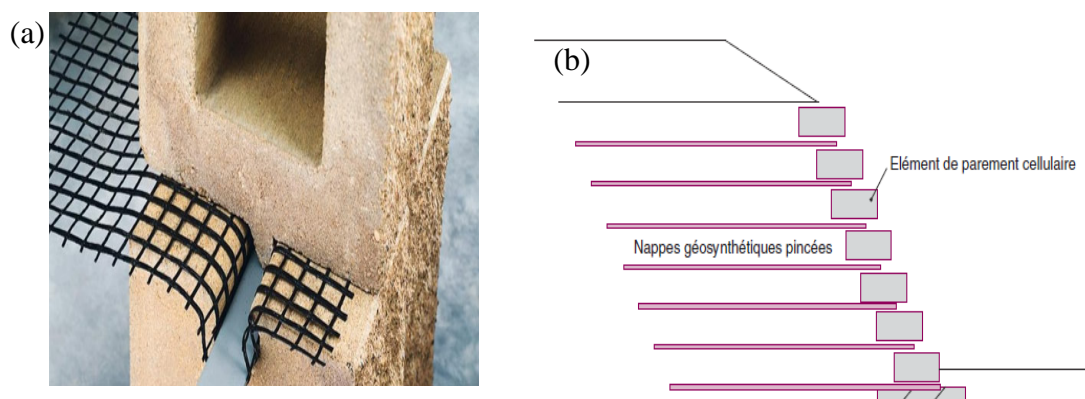 (a)
(b)
Elément de parement cellulaire
Nappes géosynthétiques pincées